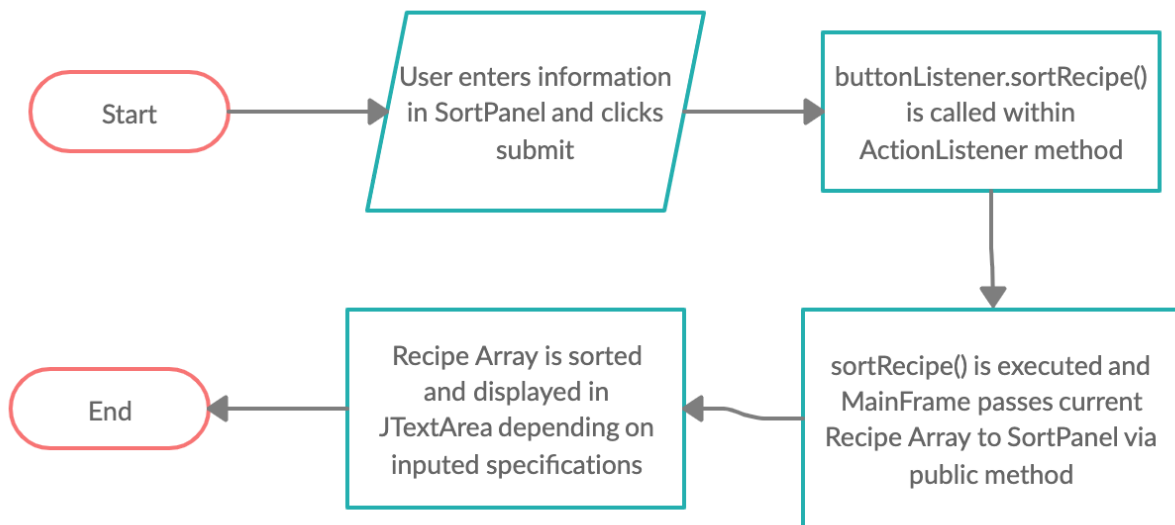 Start
User enters information
in SortPanel and clicks
submit
buttonListener.sortRecipe()
is called within
ActionListener method
sortRecipe() is executed and
MainFrame passes current
Recipe Array to SortPanel via
public method
Recipe Array is sorted
and displayed in
JTextArea depending on
inputed specifications
End